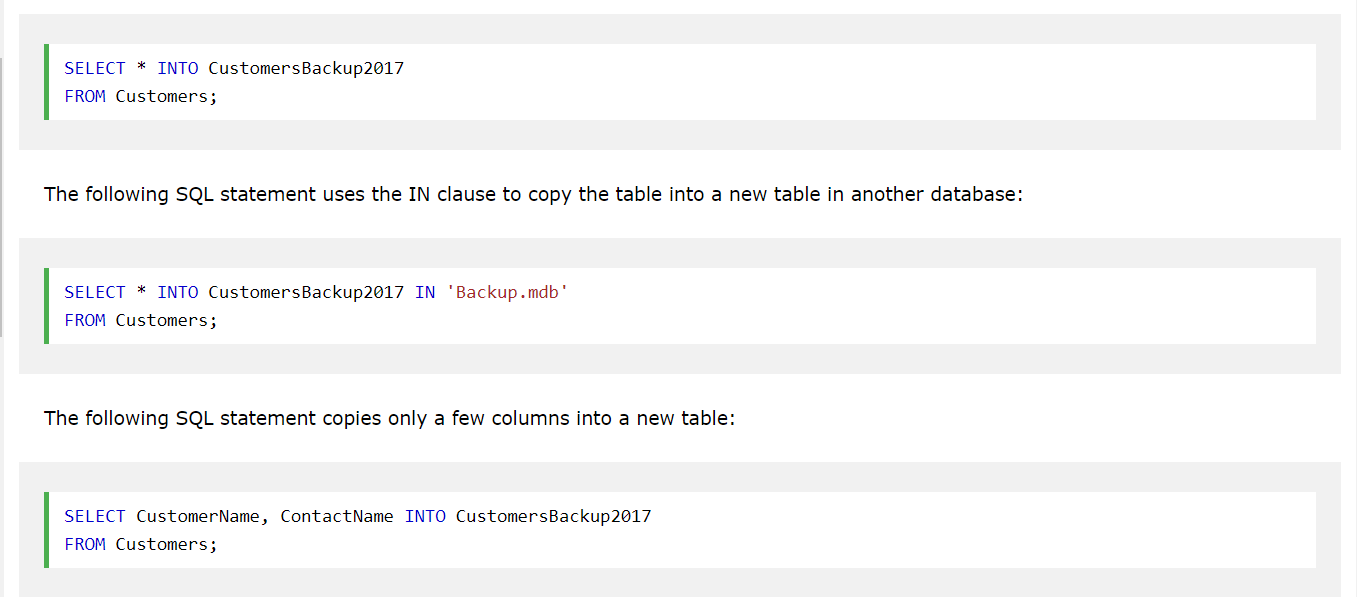 SELECT * INTO CustomersBackup2017
FROM Customers;
The following SQL statement uses the IN clause to copy the table into a new table in another database:
SELECT * INTO CustomersBackup2017 IN 'Backup.mdb'
FROM Customers;
The following SQL statement copies only a few columns into a new table:
SELECT CustomerName, ContactName INTO CustomersBackup2017
FROM Customers;